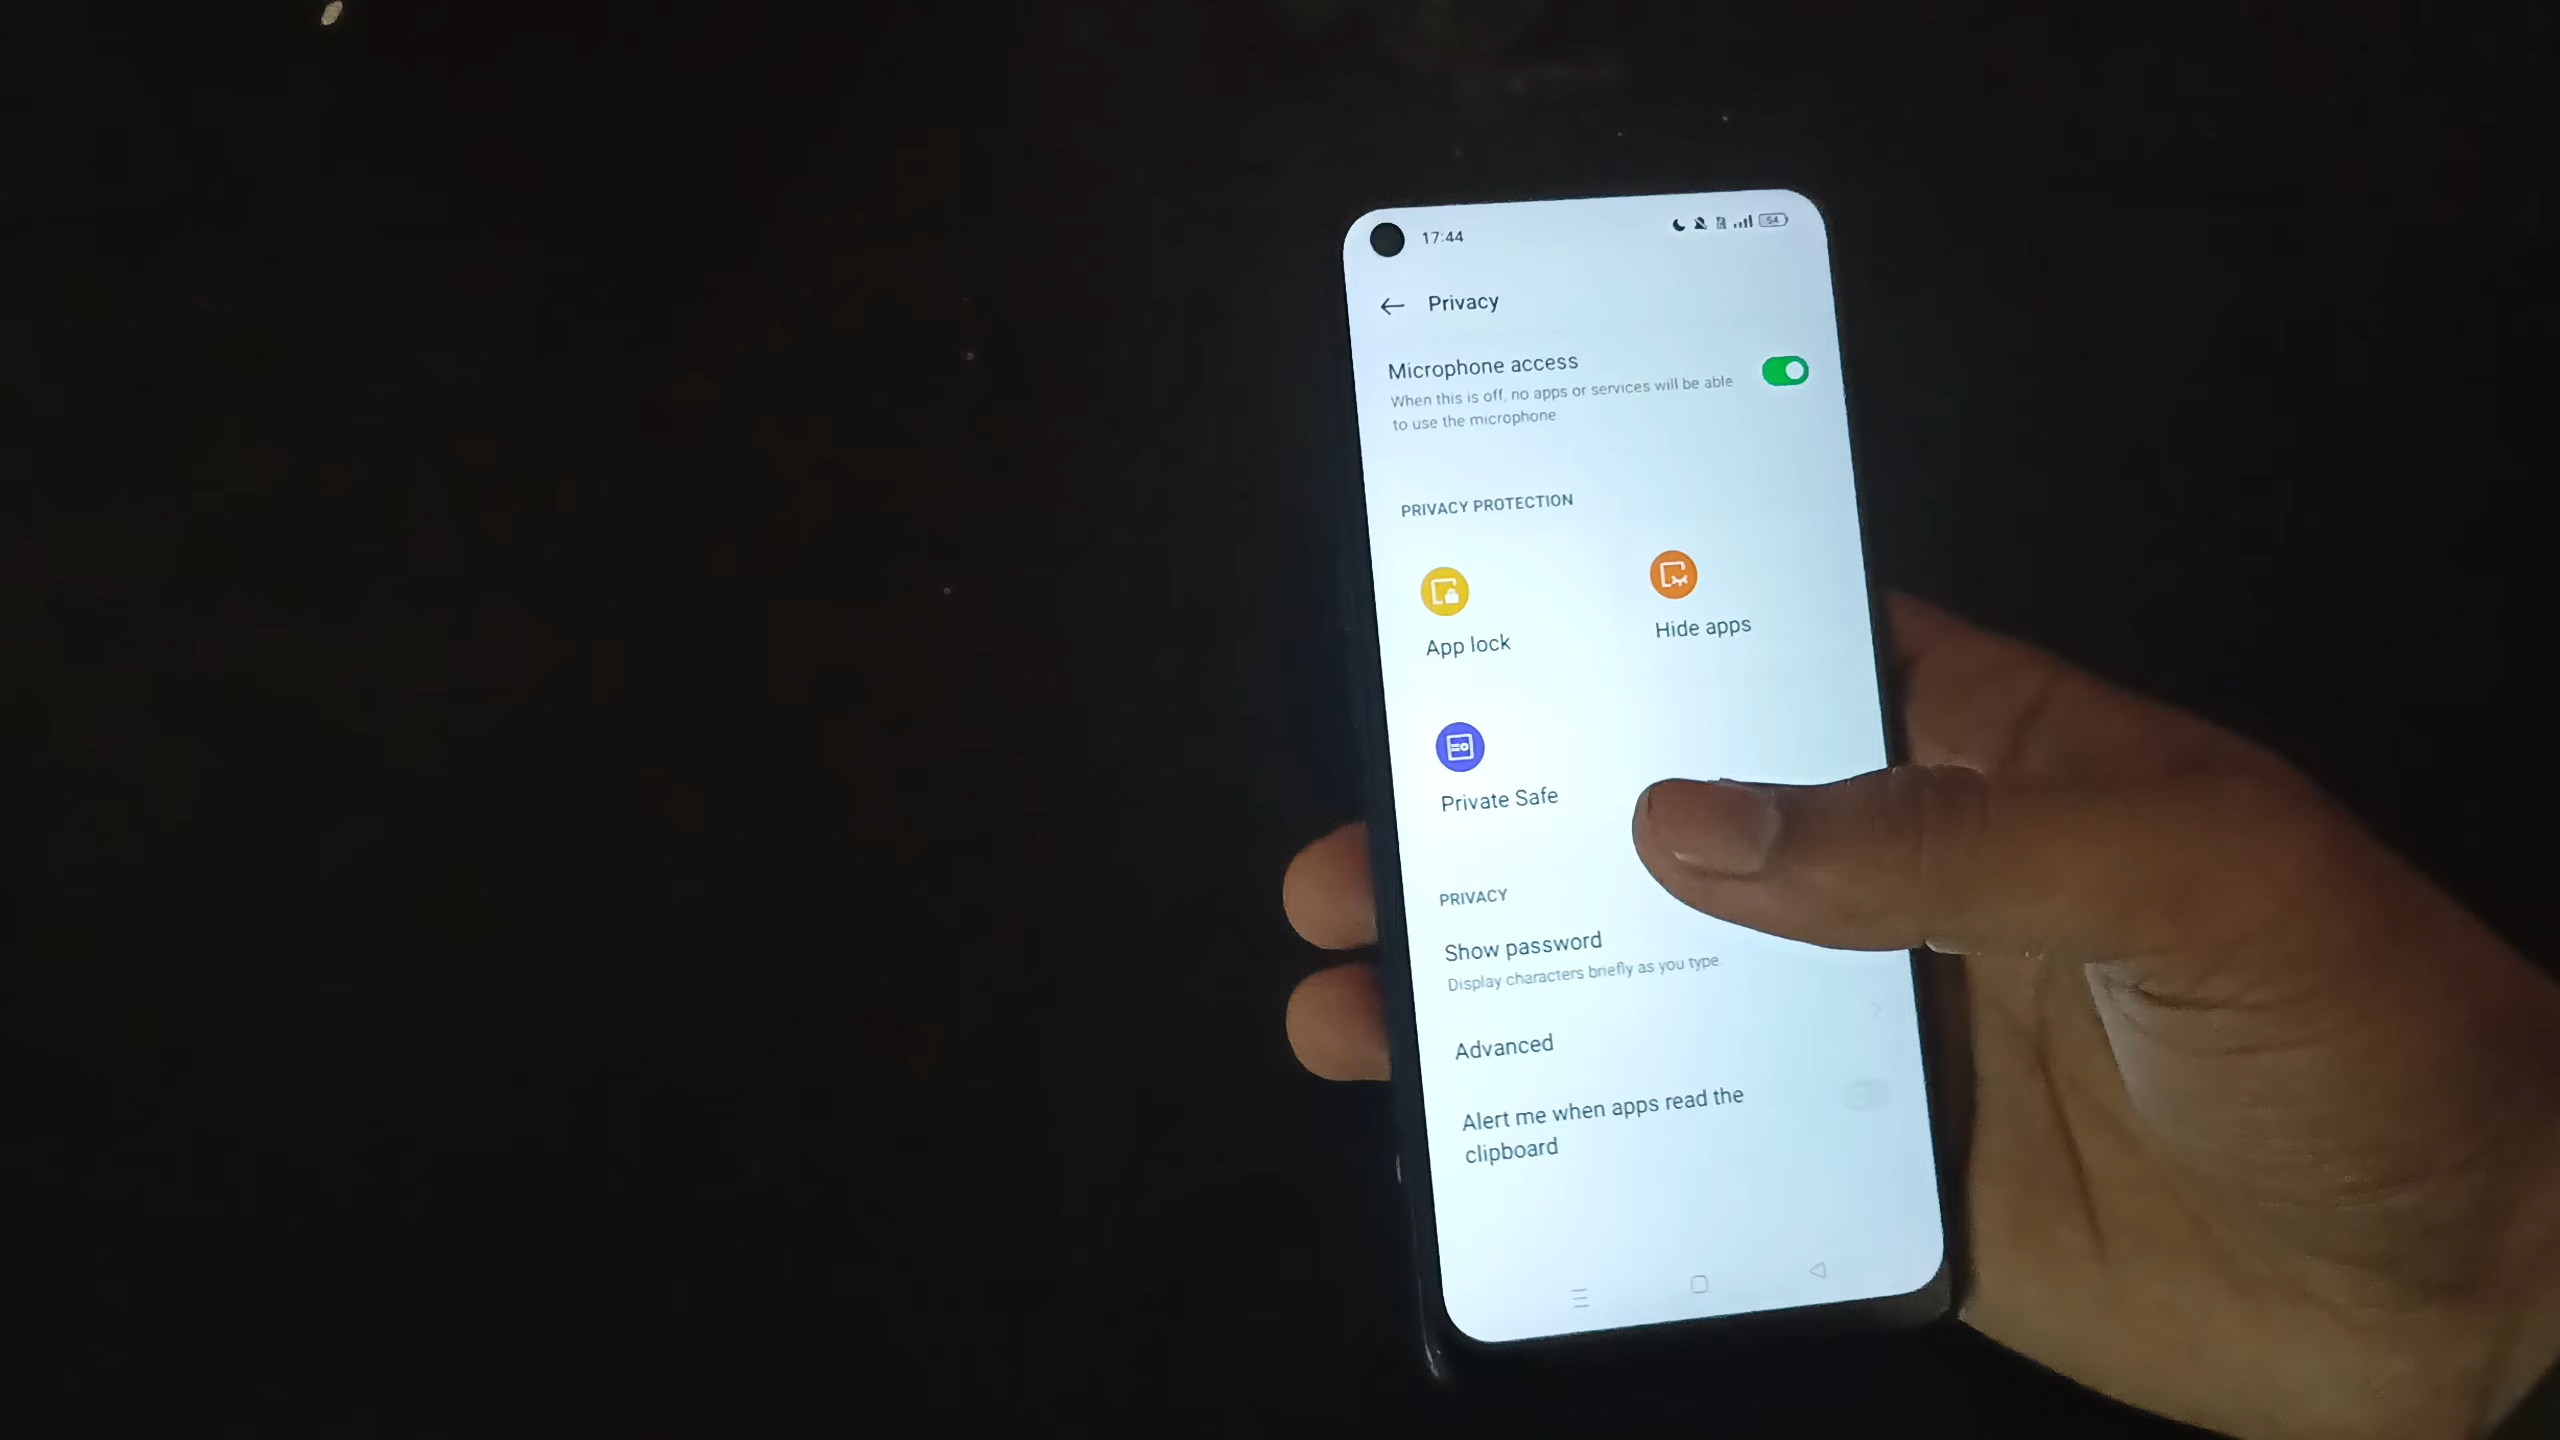 17:44
54
Privacy
Microphone access
When this is off, no apps or services will be able
to use the microphone
PRIVACY PROTECTION
App lock
Hide apps
Private Safe
PRIVACY
Show password
Display characters briefly as you type
Advanced
Alert me when apps read the
clipboard